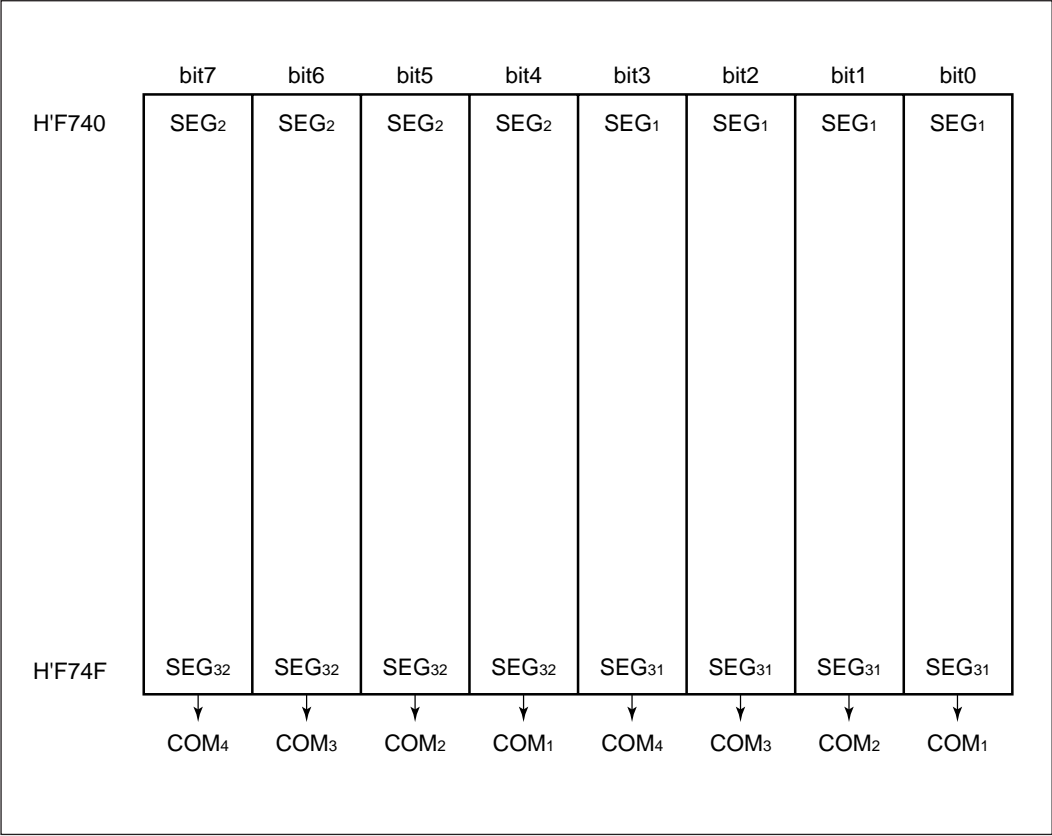 bit7 bit6 bit5 bit4 bit3 bit2 bit1 bit0
H'F740 SEG2 SEG2 SEG2 SEG2 SEG1 SEG1 SEG1 SEG1
H'F74F SEG32 SEG32 SEG32 SEG32 SEG31 SEG31 SEG31 SEG31
COM4 COM3 COM2 COM1 COM4 COM3 COM2 COM1